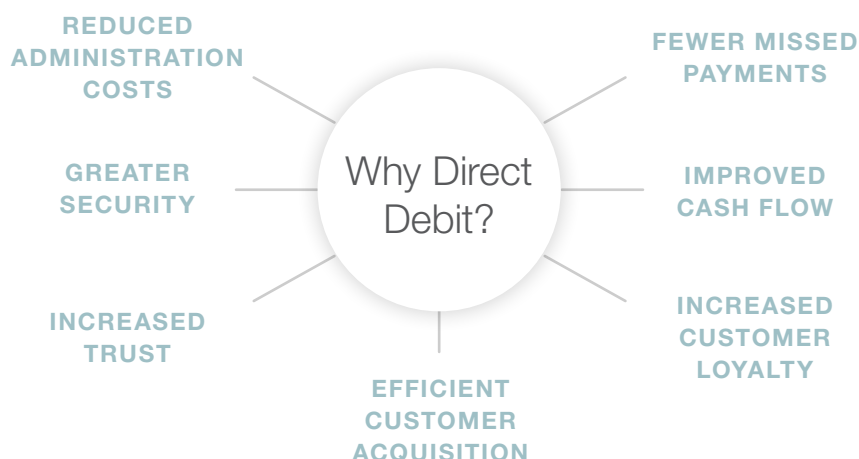 REDUCED
ADMINISTRATION
COSTS
FEWER MISSED
PAYMENTS
GREATER
SECURITY
Why Direct
Debit?
IMPROVED
CASH FLOW
INCREASED
TRUST
INCREASED
CUSTOMER
LOYALTY
EFFICIENT
CUSTOMER
ACQUISITION